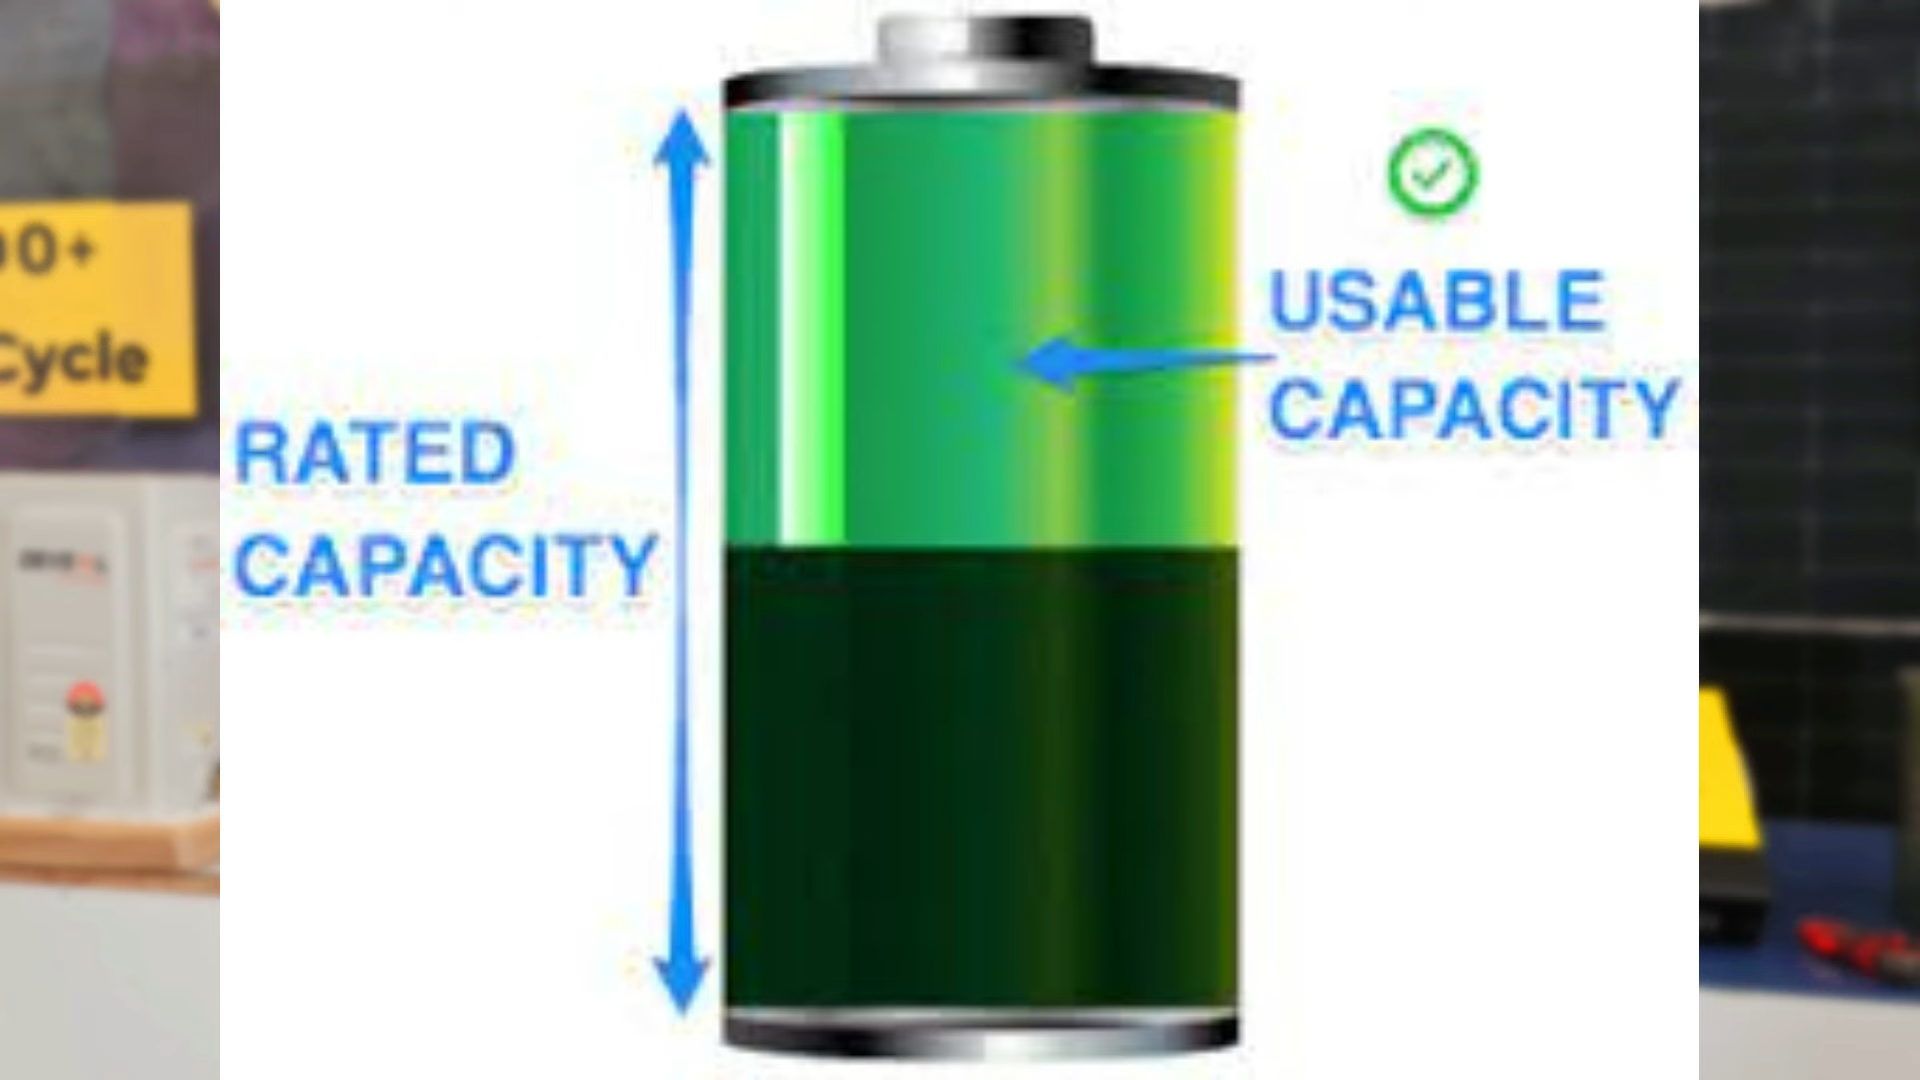 0+
Cycle
RATED
CAPACITY
USABLE
CAPACITY